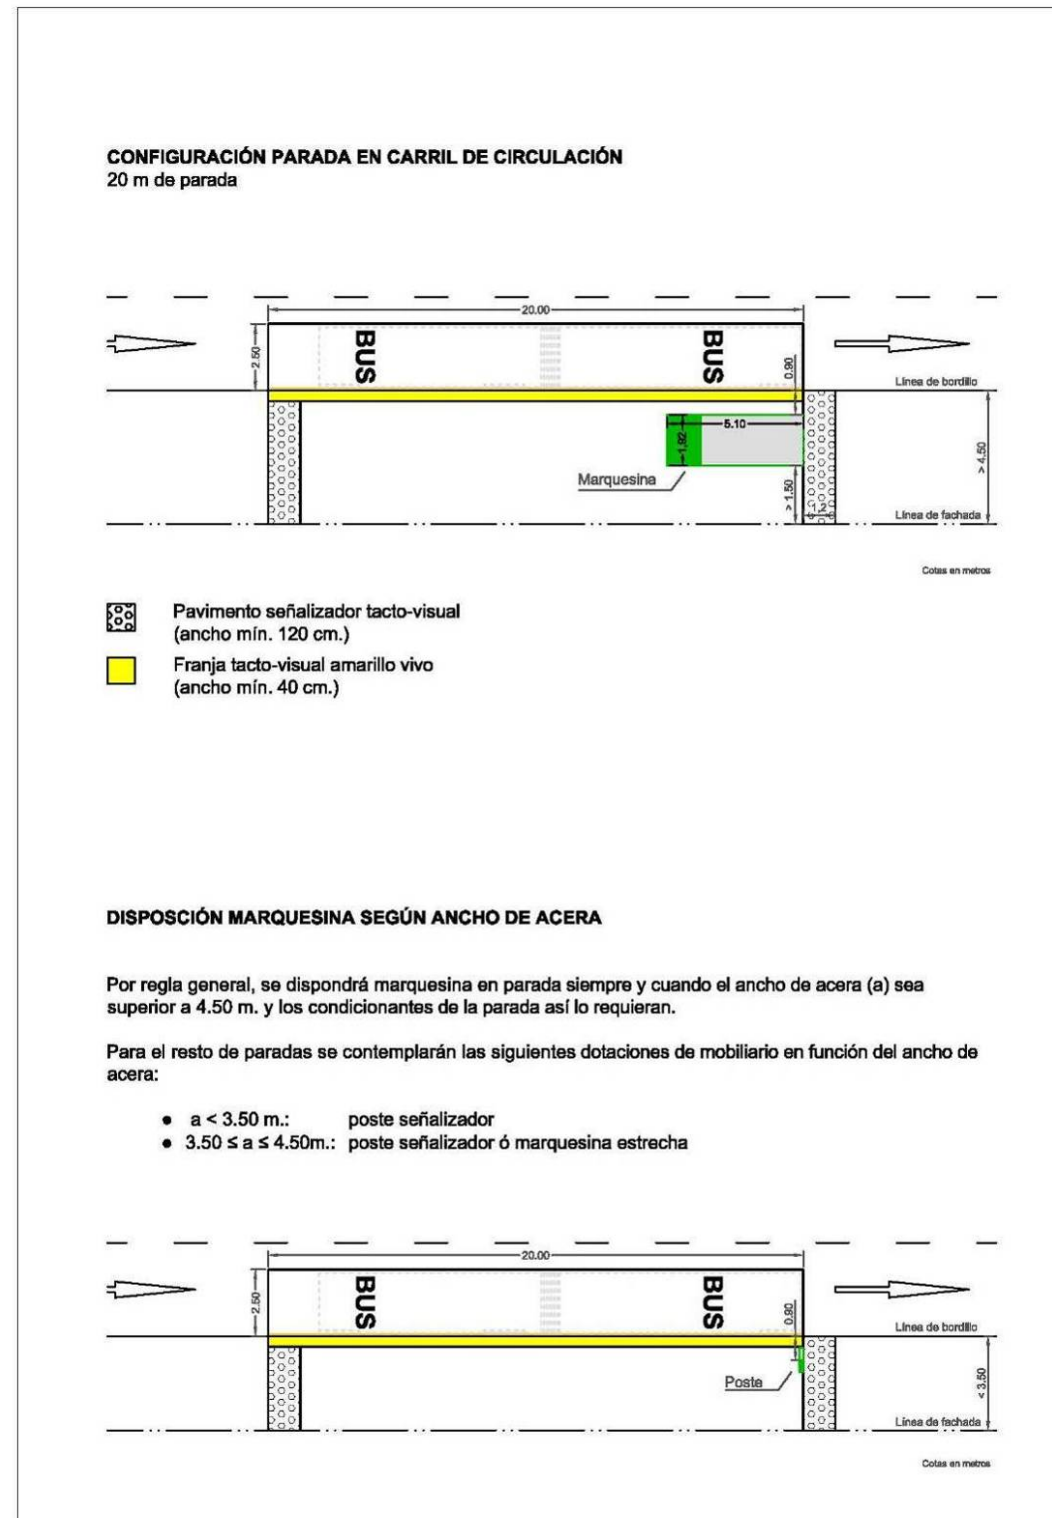 CONFIGURACIÓN PARADA EN CARRIL DE CIRCULACIÓN
20 m de parada
20.00
2.50
BUS
BUS
0.90
Línea de bordillo
5.10
1,92
Marquesina
> 1.50
1,2
> 4.50
Línea de fachada
Cotas en metros
Pavimento señalizador tacto-visual
(ancho mín. 120 cm.)
Franja tacto-visual amarillo vivo
(ancho mín. 40 cm.)
DISPOSCIÓN MARQUESINA SEGÚN ANCHO DE ACERA
Por regla general, se dispondrá marquesina en parada siempre y cuando el ancho de acera (a) sea
superior a 4.50 m. y los condicionantes de la parada así lo requieran.
Para el resto de paradas se contemplarán las siguientes dotaciones de mobiliario en función del ancho de
acera:
● a < 3.50 m.: poste señalizador
● 3.50 ≤ a ≤ 4.50m.: poste señalizador ó marquesina estrecha
20.00
2.50
BUS
BUS
0.90
Línea de bordillo
Poste
< 3.50
Línea de fachada
Cotas en metros